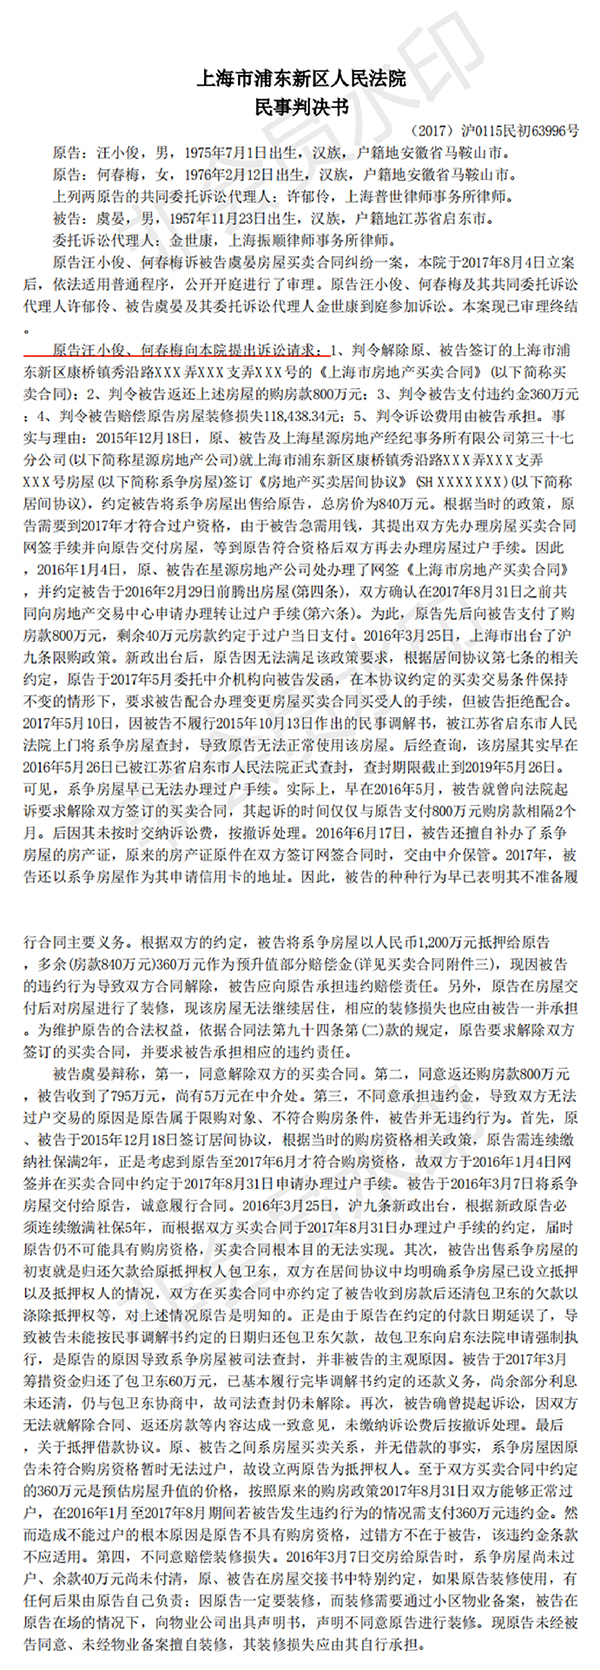 上海市浦东新区人民法院
民事判决书
（2017）沪0115民初63996号
原告：汪小俊，男，1975年7月1日出生，汉族，户籍地安徽省马鞍山市。
原告：何春梅，女，1976年2月12日出生，汉族，户籍地安徽省马鞍山市。
上列两原告的共同委托诉讼代理人：许郁伶，上海普世律师事务所律师。
被告：虞晏，男，1957年11月23日出生，汉族，户籍地江苏省启东市。
委托诉讼代理人：金世康，上海振顺律师事务所律师。
原告汪小俊、何春梅诉被告虞晏房屋买卖合同纠纷一案，本院于2017年8月4日立案
后，依法适用普通程序，公开开庭进行了审理。原告汪小俊、何春梅及其共同委托诉讼
代理人许郁伶、被告虞晏及其委托诉讼代理人金世康到庭参加诉讼。本案现已审理终结
。
原告汪小俊、何春梅向本院提出诉讼请求：1、判令解除原、被告签订的上海市浦
东新区康桥镇秀沿路XXX弄XXX支弄XXX号的《上海市房地产买卖合同》(以下简称买
卖合同)；2、判令被告返还上述房屋的购房款800万元；3、判令被告支付违约金360万元
；4、判令被告赔偿原告房屋装修损失118,438.34元；5、判令诉讼费用由被告承担。事
实与理由：2015年12月18日，原、被告及上海星源房地产经纪事务所有限公司第三十七
分公司(以下简称星源房地产公司)就上海市浦东新区康桥镇秀沿路XXX弄XXX支弄
XXX号房屋(以下简称系争房屋)签订《房地产买卖居间协议》(SH XXXXXXX)(以下简称
居间协议)，约定被告将系争房屋出售给原告，总房价为840万元。根据当时的政策，原
告需要到2017年才符合过户资格，由于被告急需用钱，其提出双方先办理房屋买卖合同
网签手续并向原告交付房屋，等到原告符合资格后双方再去办理房屋过户手续。因此
，2016年1月4日，原、被告在星源房地产公司处办理了网签《上海市房地产买卖合同》
，并约定被告于2016年2月29日前腾出房屋(第四条)，双方确认在2017年8月31日之前共
同向房地产交易中心申请办理转让过户手续(第六条)。为此，原告先后向被告支付了购
房款800万元，剩余40万元房款约定于过户当日支付。2016年3月25日，上海市出台了沪
九条限购政策。新政出台后，原告因无法满足该政策要求，根据居间协议第七条的相关
约定，原告于2017年5月委托中介机构向被告发函，在本协议约定的买卖交易条件保持
不变的情形下，要求被告配合办理变更房屋买卖合同买受人的手续，但被告拒绝配合。
2017年5月10日，因被告不履行2015年10月13日作出的民事调解书，被江苏省启东市人民
法院上门将系争房屋查封，导致原告无法正常使用该房屋。后经查询，该房屋其实早在
2016年5月26日已被江苏省启东市人民法院正式查封，查封期限截止到2019年5月26日。
可见，系争房屋早已无法办理过户手续。实际上，早在2016年5月，被告就曾向法院起
诉要求解除双方签订的买卖合同，其起诉的时间仅仅与原告支付800万元购房款相隔2个
月。后因其未按时交纳诉讼费，按撤诉处理。2016年6月17日，被告还擅自补办了系争
房屋的房产证，原来的房产证原件在双方签订网签合同时，交由中介保管。2017年，被
告还以系争房屋作为其申请信用卡的地址。因此，被告的种种行为早已表明其不准备履
行合同主要义务。根据双方的约定，被告将系争房屋以人民币1,200万元抵押给原告
，多余(房款840万元)360万元作为预升值部分赔偿金(详见买卖合同附件三)，现因被告
的违约行为导致双方合同解除，被告应向原告承担违约赔偿责任。另外，原告在房屋交
付后对房屋进行了装修，现该房屋无法继续居住，相应的装修损失也应由被告一并承担
。为维护原告的合法权益，依据合同法第九十四条第(二)款的规定，原告要求解除双方
签订的买卖合同，并要求被告承担相应的违约责任。
被告虞晏辩称，第一，同意解除双方的买卖合同。第二，同意返还购房款800万元
，被告收到了795万元，尚有5万元在中介处。第三，不同意承担违约金，导致双方无法
过户交易的原因是原告属于限购对象、不符合购房条件，被告并无违约行为。首先，原
、被告于2015年12月18日签订居间协议，根据当时的购房资格相关政策，原告需连续缴
纳社保满2年，正是考虑到原告至2017年6月才符合购房资格，故双方于2016年1月4日网
签并在买卖合同中约定于2017年8月31日申请办理过户手续。被告于2016年3月7日将系争
房屋交付给原告，诚意履行合同。2016年3月25日，沪九条新政出台，根据新政原告必
须连续缴满社保5年，而根据双方买卖合同于2017年8月31日办理过户手续的约定，届时
原告仍不可能具有购房资格，买卖合同根本目的无法实现。其次，被告出售系争房屋的
初衷就是归还欠款给原抵押权人包卫东，双方在居间协议中均明确系争房屋已设立抵押
以及抵押权人的情况，双方在买卖合同中亦约定了被告收到房款后还清包卫东的欠款以
涤除抵押权等，对上述情况原告是明知的。正是由于原告在约定的付款日期延误了，导
致被告未能按民事调解书约定的日期归还包卫东欠款，故包卫东向启东法院申请强制执
行，是原告的原因导致系争房屋被司法查封，并非被告的主观原因。被告于2017年3月
筹措资金归还了包卫东60万元，已基本履行完毕调解书约定的还款义务，尚余部分利息
未还清，仍与包卫东协商中，故司法查封仍未解除。再次，被告确曾提起诉讼，因双方
无法就解除合同、返还房款等内容达成一致意见，未缴纳诉讼费后按撤诉处理。最后
，关于抵押借款协议。原、被告之间系房屋买卖关系，并无借款的事实，系争房屋因原
告未符合购房资格暂时无法过户，故设立两原告为抵押权人。至于双方买卖合同中约定
的360万元是预估房屋升值的价格，按照原来的购房政策2017年8月31日双方能够正常过
户，在2016年1月至2017年8月期间若被告发生违约行为的情况需支付360万元违约金。然
而造成不能过户的根本原因是原告不具有购房资格，过错方不在于被告，该违约金条款
不应适用。第四，不同意赔偿装修损失。2016年3月7日交房给原告时，系争房屋尚未过
户、余款40万元尚未付清，原、被告在房屋交接书中特别约定，如果原告装修使用，有
任何后果由原告自己负责；因原告一定要装修，而装修需要通过小区物业备案，被告在
原告在场的情况下，向物业公司出具声明书，声明不同意原告进行装修。现原告未经被
告同意、未经物业备案擅自装修，其装修损失应由其自行承担。
非会员水印
非会员水印
非会员水印